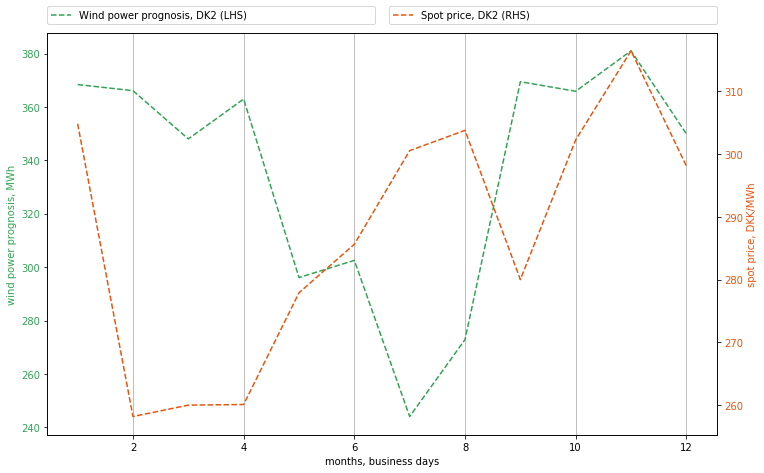 Wind power prognosis, DK2 (LHS)
Spot price, DK2 (RHS)
380
360
340
320
300
280
260
240
wind power prognosis, MWh
310
300
290
280
270
260
spot price, DKK/MWh
2 4 6 8 10 12
months, business days